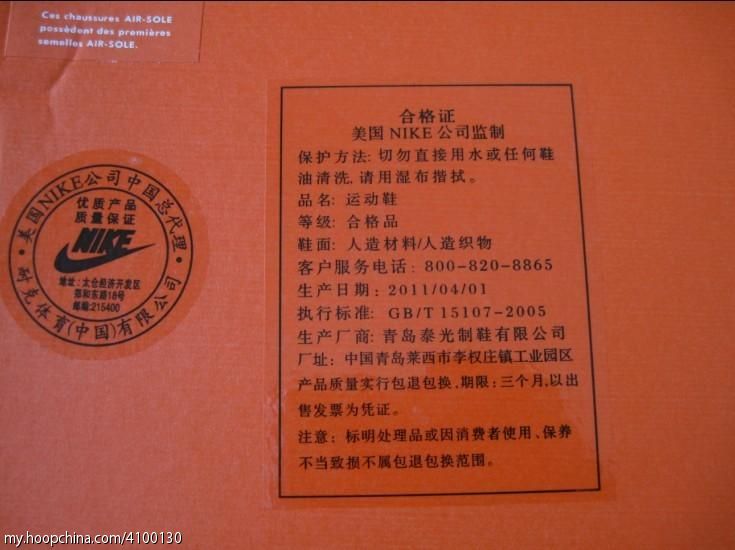 Ces chaussures AIR-SOLE
possèdent des premières
semelles AIR-SOLE.
合格证
美国 NIKE 公司监制
保护方法: 切勿直接用水或任何鞋
油清洗, 请用湿布揩拭。
品名: 运动鞋
等级: 合格品
鞋面: 人造材料/人造织物
客户服务电话: 800-820-8865
生产日期: 2011/04/01
执行标准: GB/T 15107-2005
生产厂商: 青岛泰光制鞋有限公司
厂址: 中国青岛莱西市李权庄镇工业园区
产品质量实行包退包换, 期限: 三个月, 以出
售发票为凭证。
注意: 标明处理品或因消费者使用、保养
不当致损不属包退包换范围。
·美国NIKE公司中国总代理·
优质产品
质量保证
NIKE
地址: 太仓经济开发区
郑和东路18号
邮编:215400
耐克体育(中国)有限公司
my.hoopchina.com/4100130